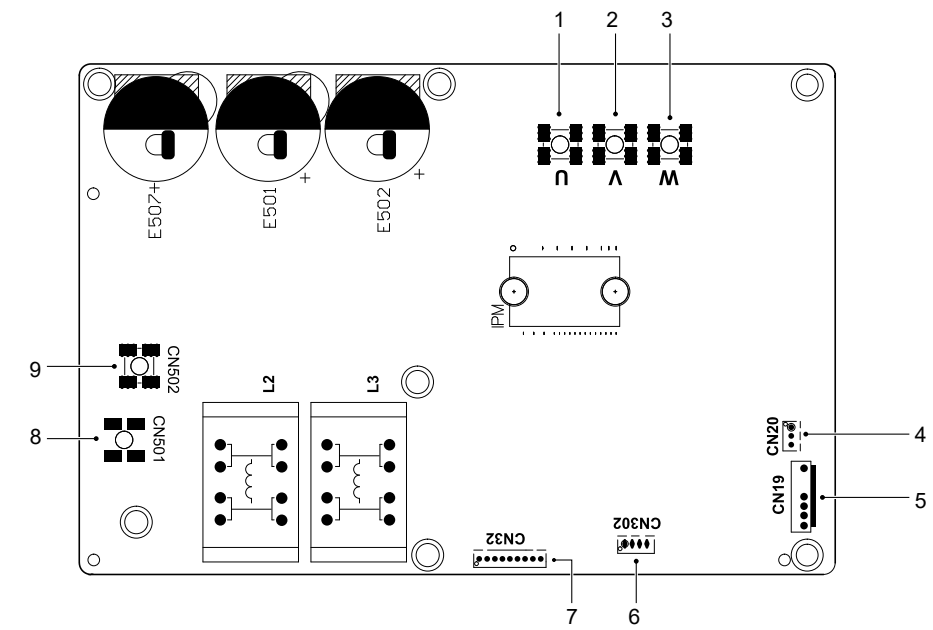 1 2 3
E507
+
E501
+
E502
+
U V W
IPM
9
CN502
8
CN501
L2 L3
CN20
4
CN19
5
CN32
CN302
7
6